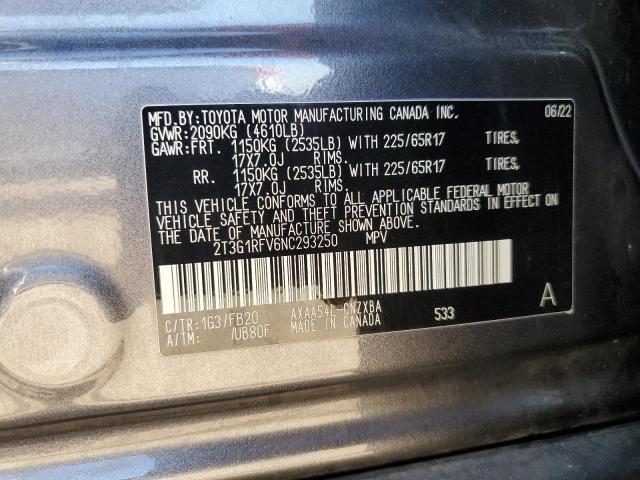 MFD.BY:TOYOTA MOTOR MANUFACTURING CANADA INC. 06/22
GVWR:2090KG (4610LB)
GAWR:FRT. 1150KG (2535LB) WITH 225/65R17 TIRES,
17X7.0J RIMS.
RR. 1150KG (2535LB) WITH 225/65R17 TIRES,
17X7.0J RIMS.
THIS VEHICLE CONFORMS TO ALL APPLICABLE FEDERAL MOTOR
VEHICLE SAFETY AND THEFT PREVENTION STANDARDS IN EFFECT ON
THE DATE OF MANUFACTURE SHOWN ABOVE.
2T3G1RFV6NC293250 MPV
C/TR:1G3/FB20 AXAA54L-CNZXBA 533 A
A/TM: /UB80F MADE IN CANADA